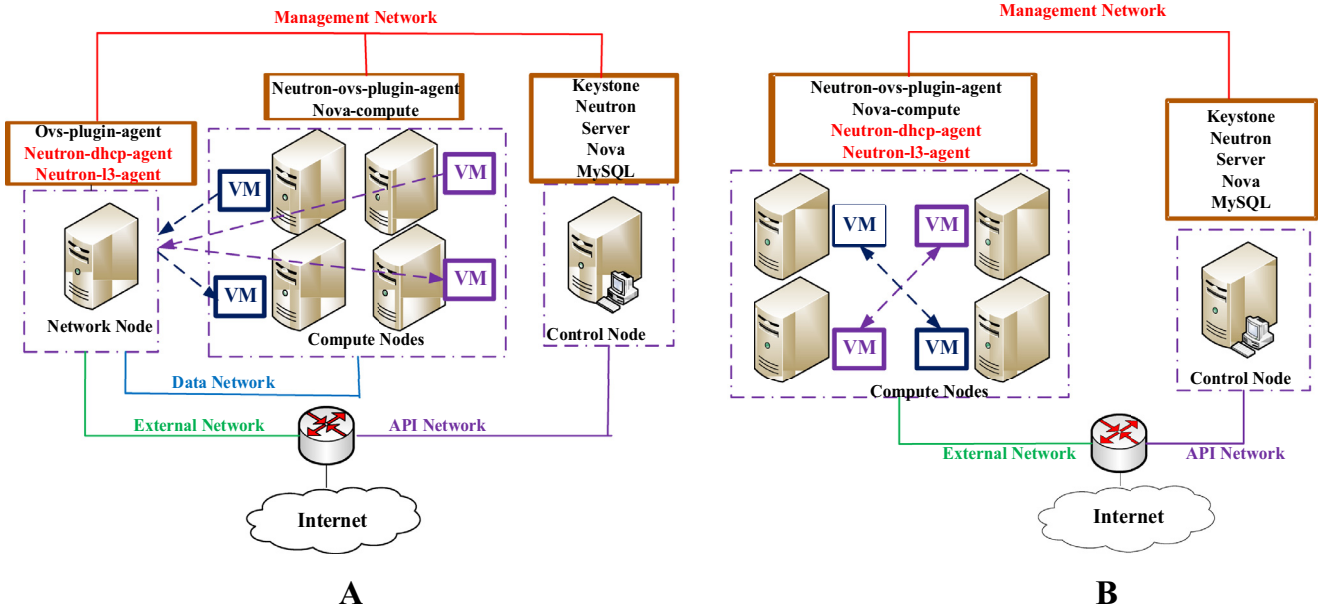 Management Network
Neutron-ovs-plugin-agent
Nova-compute
Keystone
Neutron
Server
Nova
MySQL
Ovs-plugin-agent
Neutron-dhcp-agent
Neutron-l3-agent
VM
VM
VM
VM
Network Node
Compute Nodes
Control Node
Data Network
External Network
API Network
Internet
A
Management Network
Neutron-ovs-plugin-agent
Nova-compute
Neutron-dhcp-agent
Neutron-l3-agent
Keystone
Neutron
Server
Nova
MySQL
VM
VM
VM
VM
Compute Nodes
Control Node
External Network
API Network
Internet
B